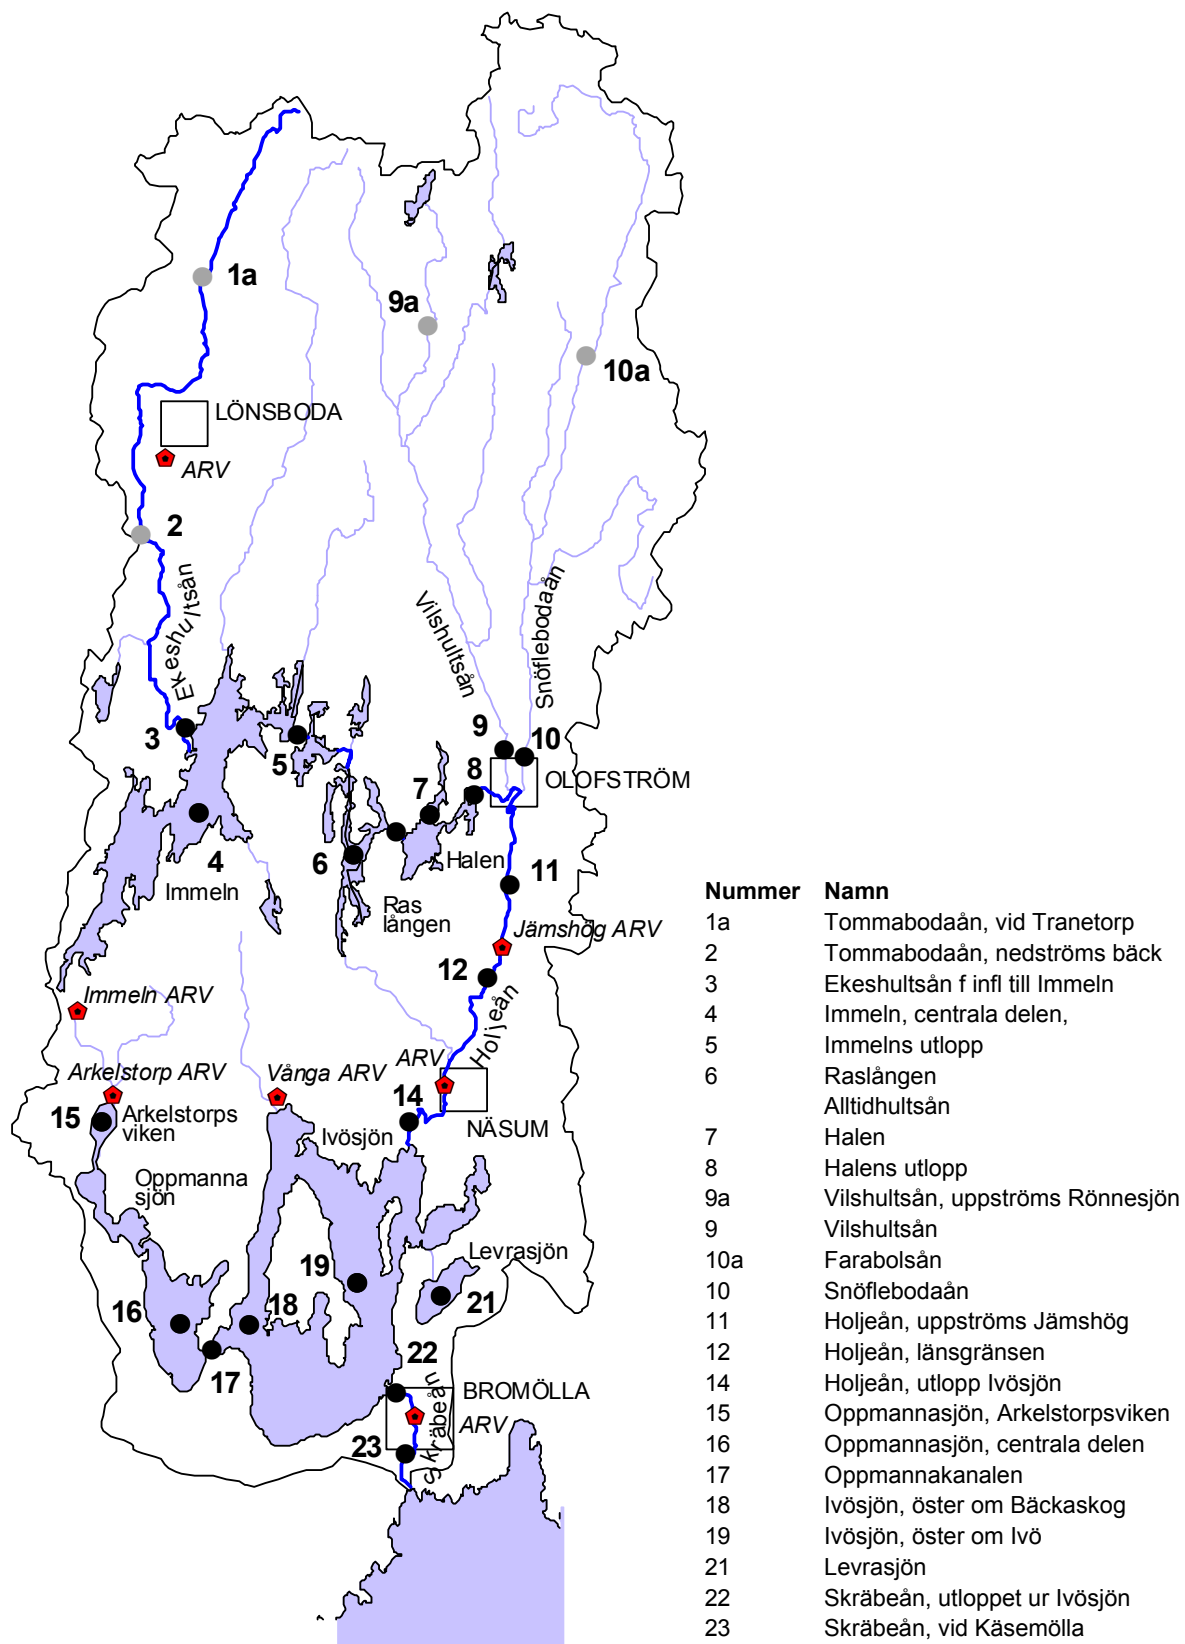 1a
9a
10a
LÖNSBODA
ARV
2
Ekeshultsån
Vilshultsån
Snöflebodaån
3
5
9
10
8
OLOFSTRÖM
7
4
6
Halen
Immeln
11
Ras
lången
Jämshög ARV
12
Immeln ARV
Holjeån
Arkelstorp ARV
Vånga ARV
ARV
14
15
Arkelstorps
viken
Ivösjön
NÄSUM
Oppmanna
sjön
Levrasjön
19
21
16
18
22
17
BROMÖLLA
ARV
Skräbeån
23
Nummer Namn
1a Tommabodaån, vid Tranetorp
2 Tommabodaån, nedströms bäck
3 Ekeshultsån f infl till Immeln
4 Immeln, centrala delen,
5 Immelns utlopp
6 Raslången
Alltidhultsån
7 Halen
8 Halens utlopp
9a Vilshultsån, uppströms Rönnesjön
9 Vilshultsån
10a Farabolsån
10 Snöflebodaån
11 Holjeån, uppströms Jämshög
12 Holjeån, länsgränsen
14 Holjeån, utlopp Ivösjön
15 Oppmannasjön, Arkelstorpsviken
16 Oppmannasjön, centrala delen
17 Oppmannakanalen
18 Ivösjön, öster om Bäckaskog
19 Ivösjön, öster om Ivö
21 Levrasjön
22 Skräbeån, utloppet ur Ivösjön
23 Skräbeån, vid Käsemölla